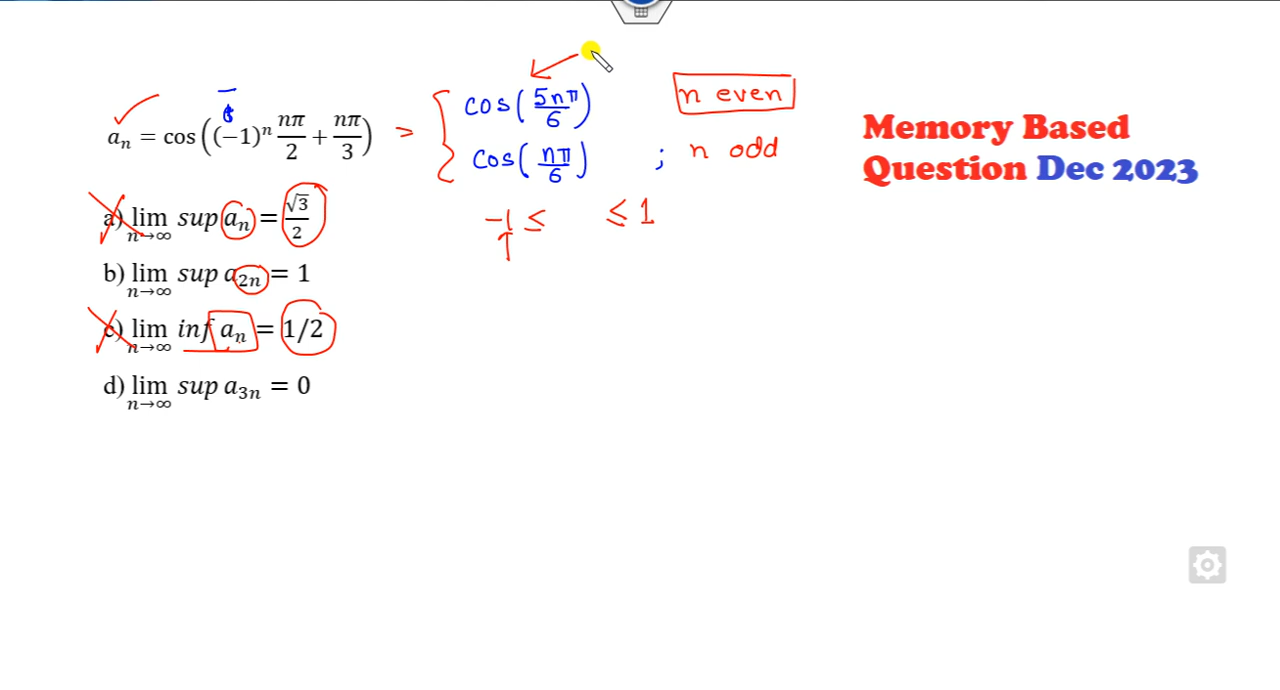 aₙ = cos((−1)ⁿ nπ/2 + nπ/3) = { cos(5nπ/6) n even
cos(nπ/6) ; n odd
Memory Based
Question Dec 2023
a) lim n→∞ sup aₙ = √3/2
-1 ≤ ≤ 1
b) lim n→∞ sup a₂ₙ = 1
c) lim n→∞ inf aₙ = 1/2
d) lim n→∞ sup a₃ₙ = 0